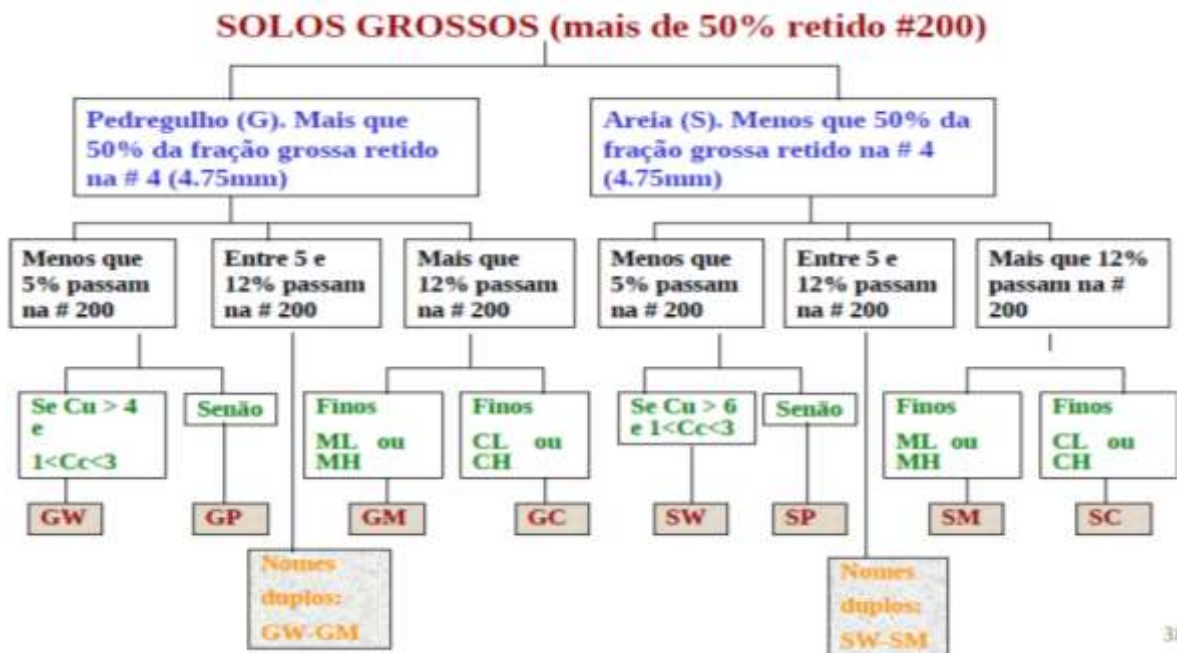 SOLOS GROSSOS (mais de 50% retido #200)
Pedregulho (G). Mais que
50% da fração grossa retido
na # 4 (4.75mm)
Areia (S). Menos que 50% da
fração grossa retido na # 4
(4.75mm)
Menos que
5% passam
na # 200
Entre 5 e
12% passam
na # 200
Mais que
12% passam
na # 200
Menos que
5% passam
na # 200
Entre 5 e
12% passam
na # 200
Mais que 12%
passam na #
200
Se Cu > 4
e
1<Cc<3
Senão
Finos
ML ou
MH
Finos
CL ou
CH
Se Cu > 6
e 1<Cc<3
Senão
Finos
ML ou
MH
Finos
CL ou
CH
GW
GP
GM
GC
SW
SP
SM
SC
Nomes
duplos:
GW-GM
Nomes
duplos:
SW-SM